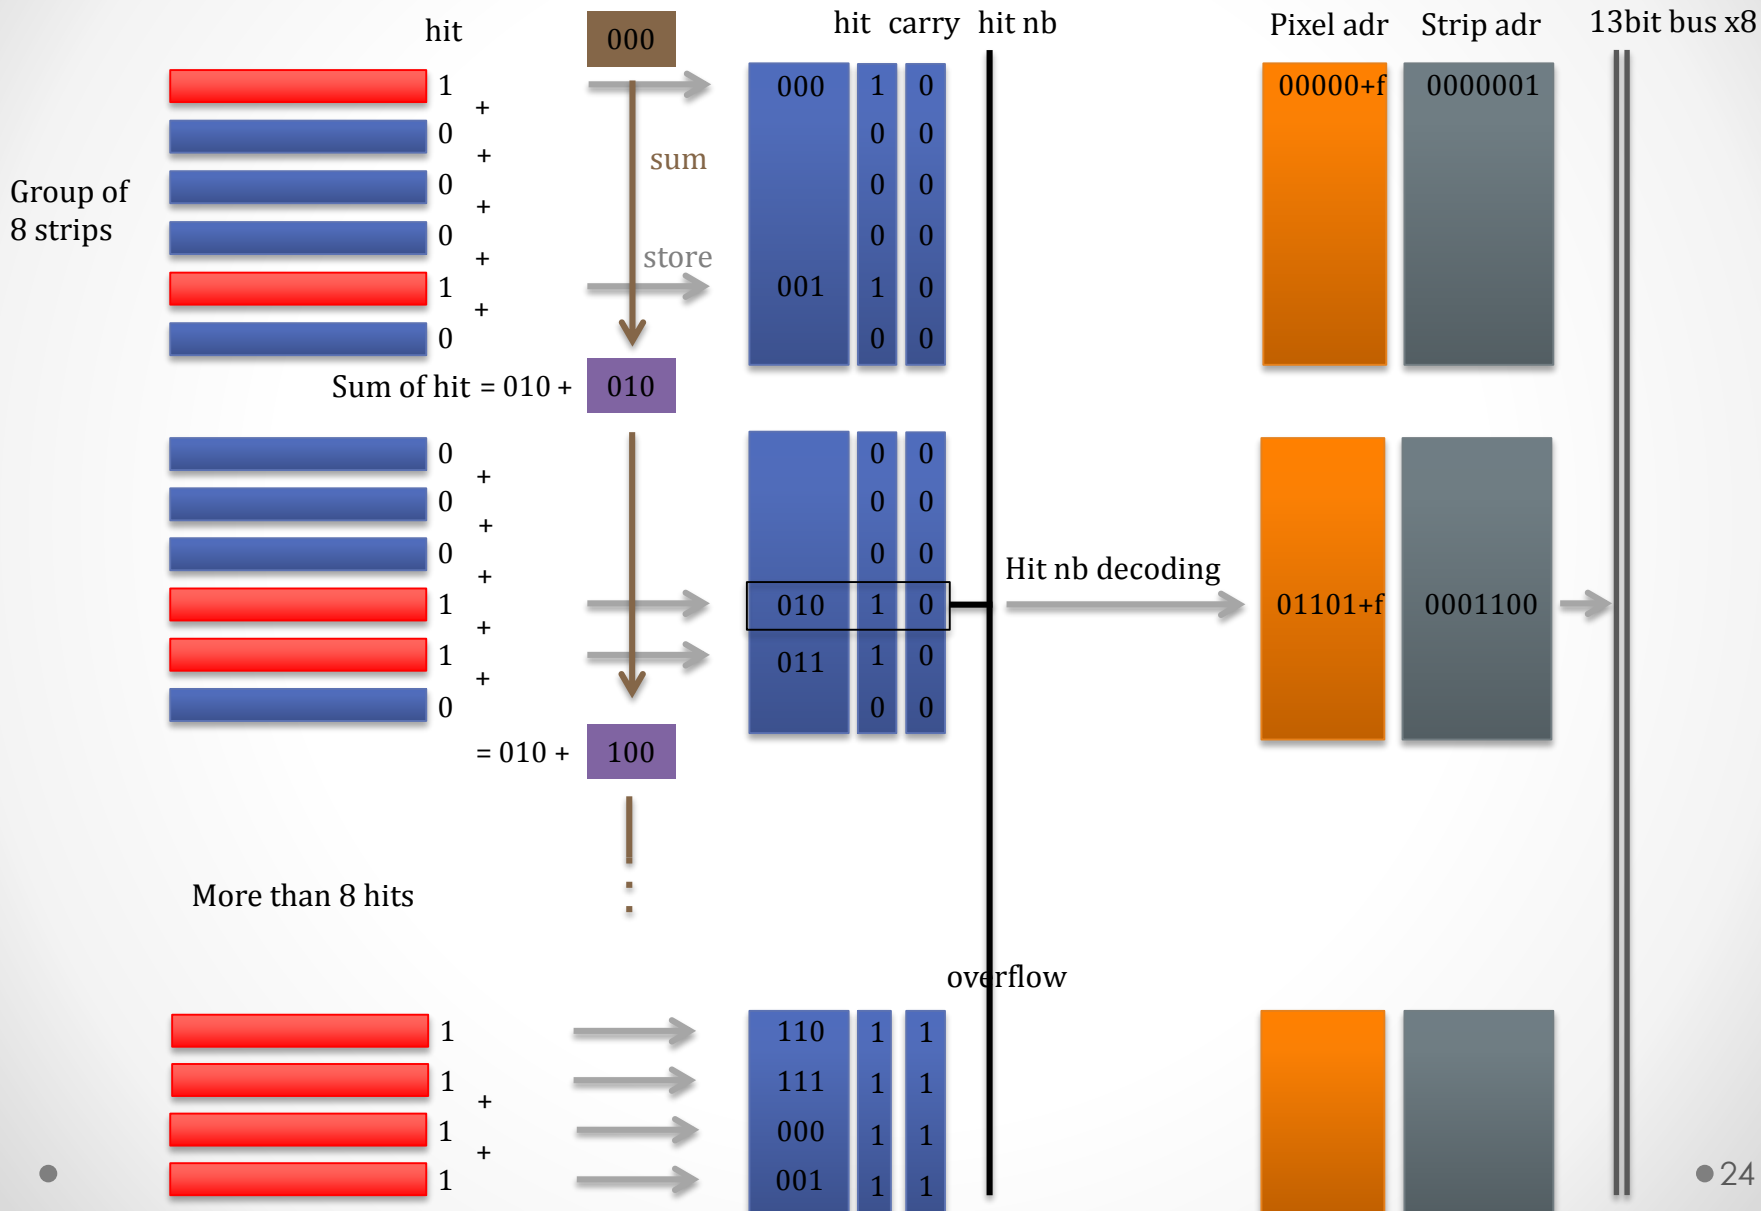 hit 000 hit carry hit nb Pixel adr Strip adr 13bit bus x8
1 000 1 0 00000+f 0000001
+
0 0 0
+
sum
Group of
8 strips
0 0 0
+
0 0 0
+
store
1 001 1 0
+
0 0 0
Sum of hit = 010 + 010
0 0 0
+
0 0 0
+
0 0 0
+
Hit nb decoding
1 010 1 0 01101+f 0001100
+
1 011 1 0
+
0 0 0
= 010 + 100
More than 8 hits
overflow
1 110 1 1
1 111 1 1
+
1 000 1 1
+
1 001 1 1
24